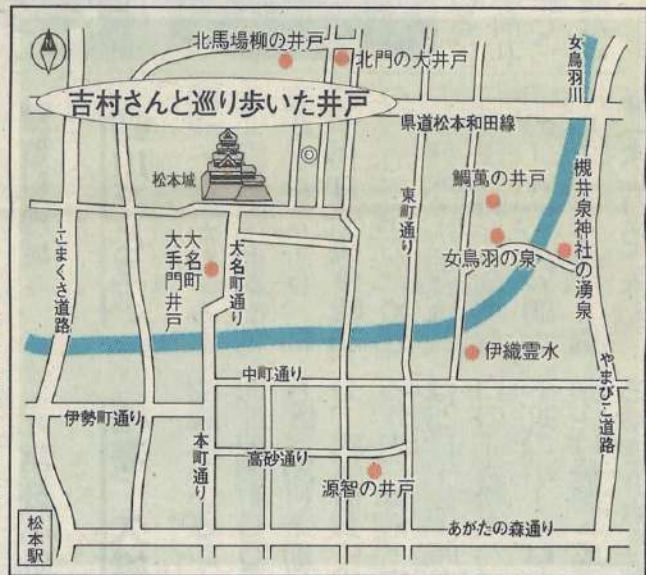 北馬場柳の井戸
北門の大井戸
女鳥羽川
吉村さんと巡り歩いた井戸
県道松本和田線
松本城
鯛萬の井戸
槻井泉神社の湧泉
東町通り
女鳥羽の泉
こまくさ道路
大名町
大手門井戸
大名町通り
伊織霊水
中町通り
やまびこ道路
伊勢町通り
本町通り
高砂通り
源智の井戸
松本駅
あがたの森通り